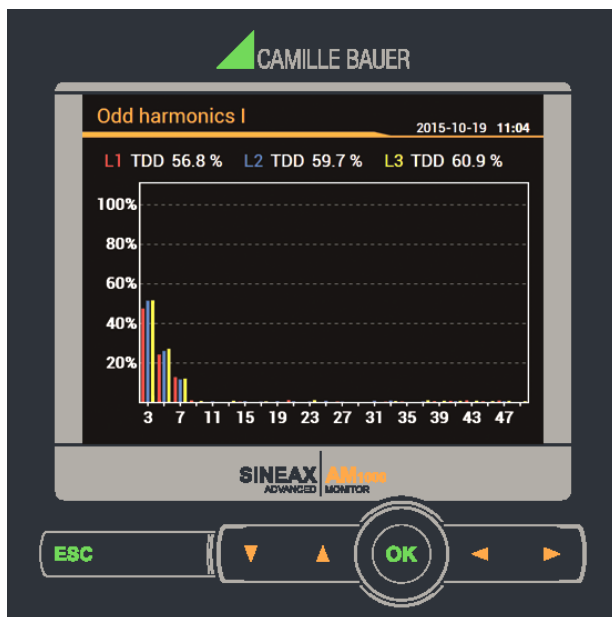 CAMILLE BAUER
Odd harmonics I
2015-10-19 11:04
L1 TDD 56.8 % L2 TDD 59.7 % L3 TDD 60.9 %
100%
80%
60%
40%
20%
3 7 11 15 19 23 27 31 35 39 43 47
SINEAX AM1000
ADVANCED MONITOR
ESC OK